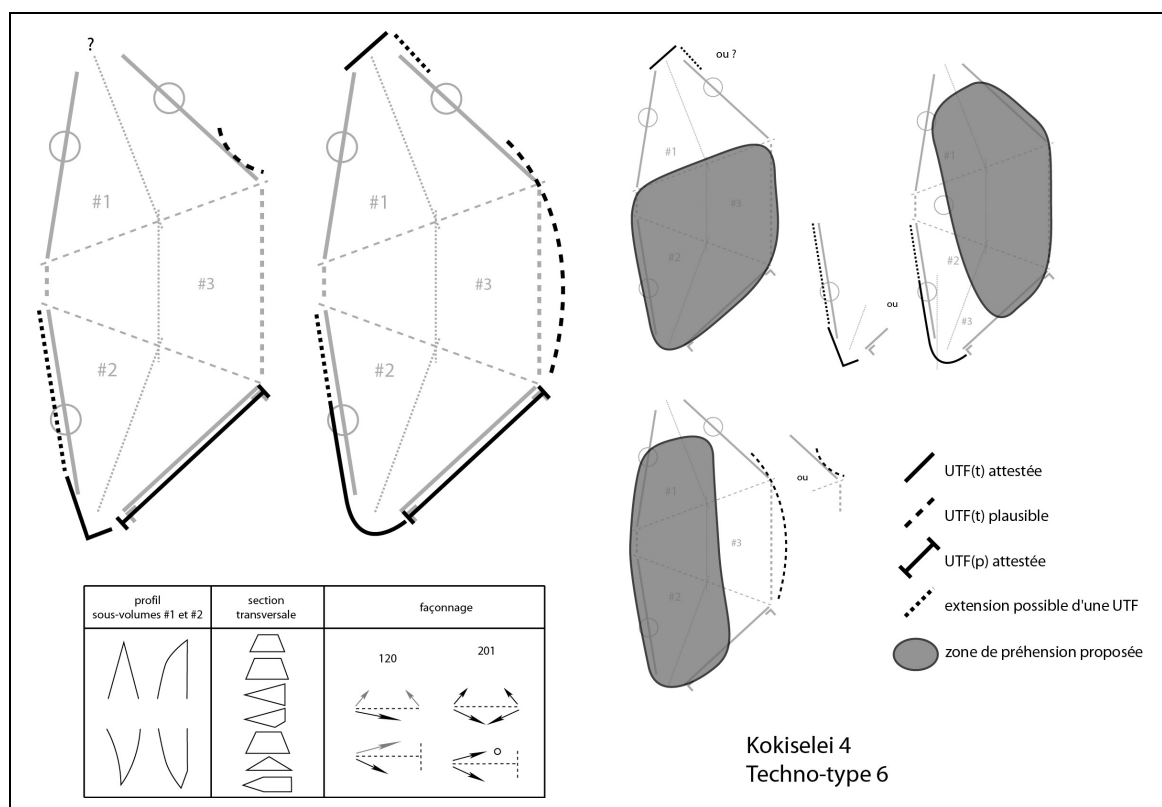 ?
#1
#3
#2
#1
#3
#2
ou ?
#1
#3
#2
ou
#1
#2
#3
#1
#3
#2
ou
UTF(t) attestée
UTF(t) plausible
UTF(p) attestée
extension possible d'une UTF
zone de préhension proposée
profil
sous-volumes #1 et #2
section
transversale
façonnage
120
201
Kokiselei 4
Techno-type 6